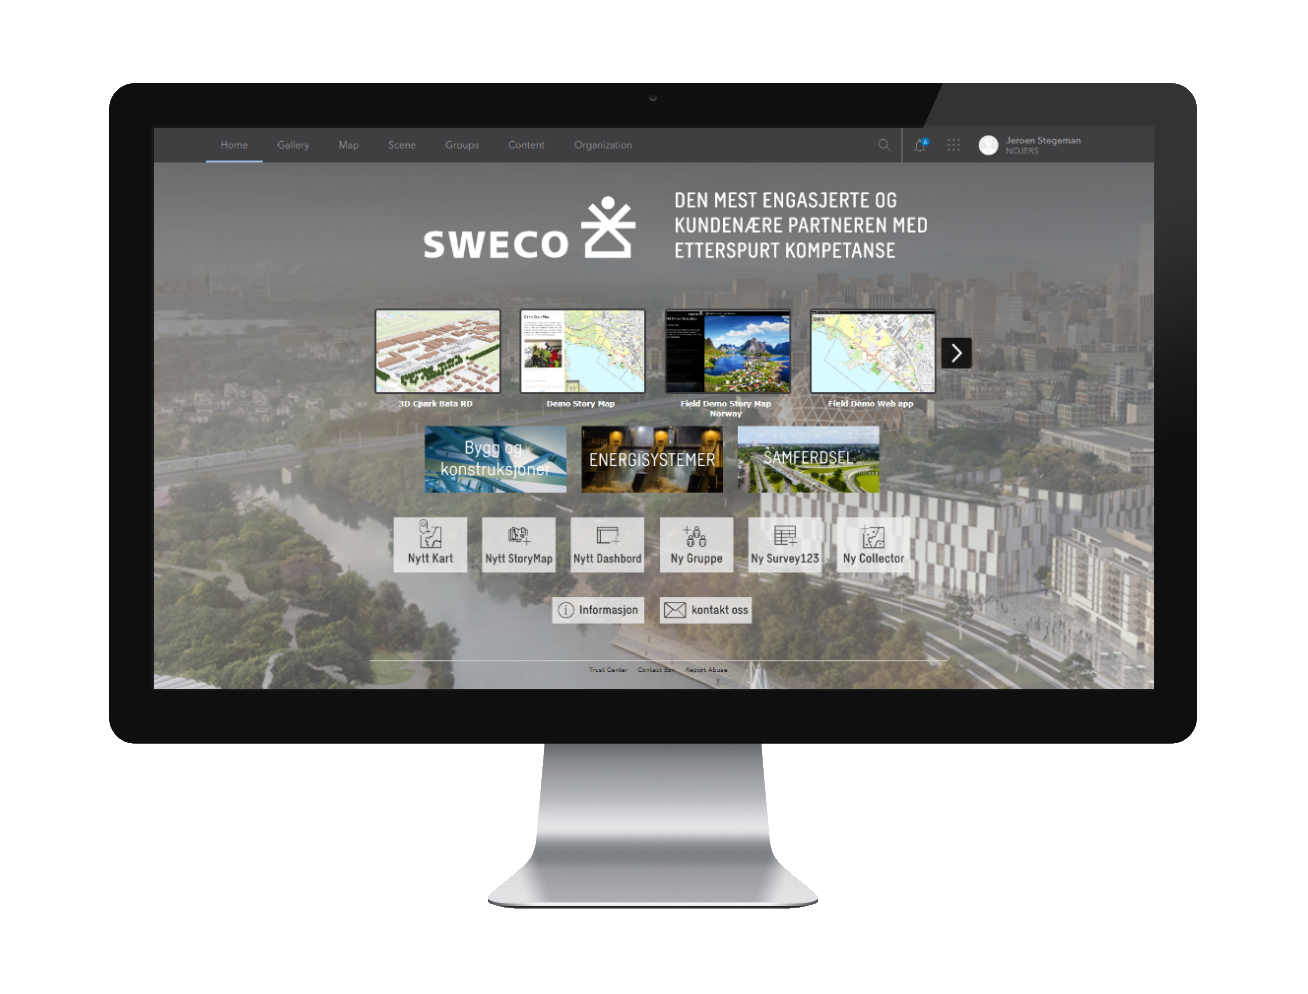 Home Gallery Map Scene Groups Content Organization
Jeroen Stegeman
NOJERS
SWECO
DEN MEST ENGASJERTE OG
KUNDENÆRE PARTNEREN MED
ETTERSPURT KOMPETANSE
3D Cpark Bata RD
Demo Story Map
Field Demo Story Map
Norway
Field Demo Web app
Bygg og
konstruksjoner
ENERGISYSTEMER
SAMFERDSEL
Nytt Kart
Nytt StoryMap
Nytt Dashbord
Ny Gruppe
Ny Survey123
Ny Collector
Informasjon
kontakt oss
Trust Center Contact Esri Report Abuse